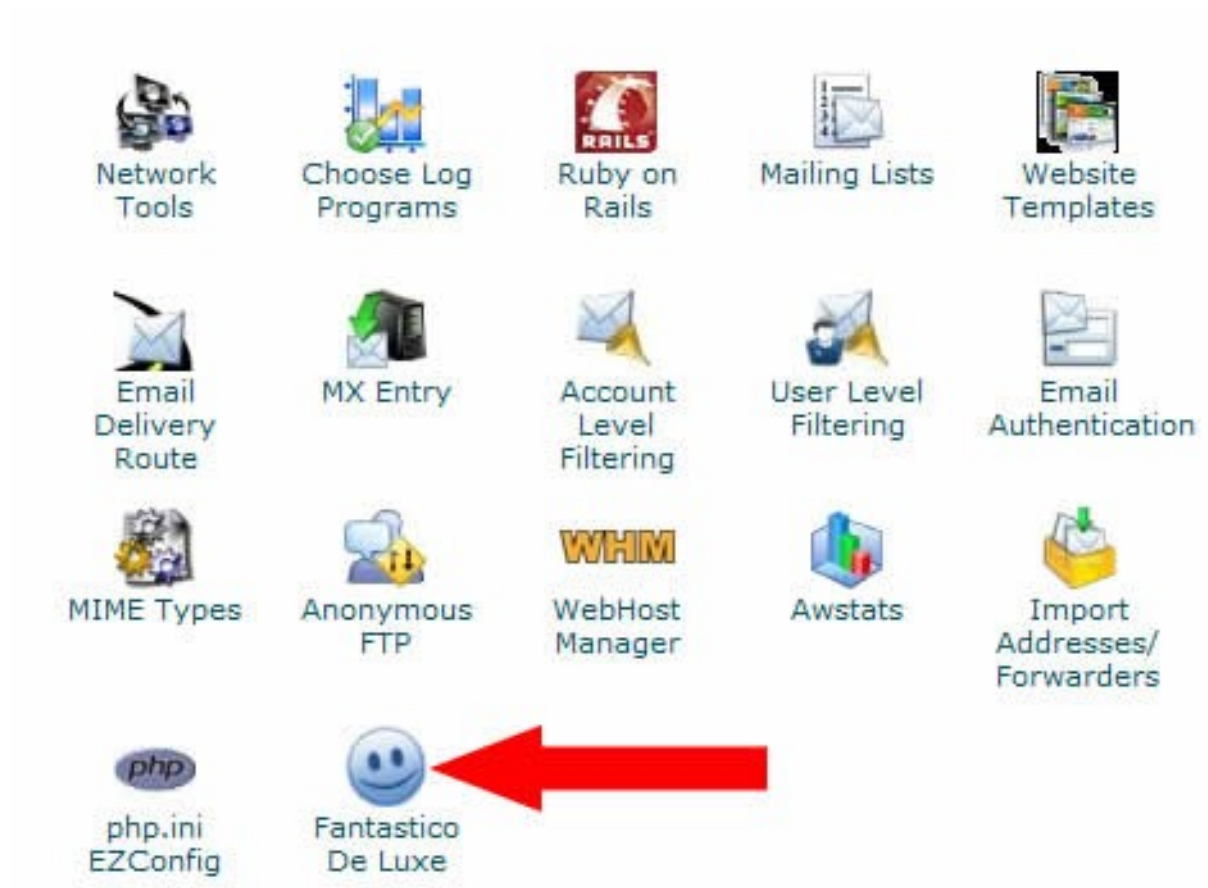 RAILS
Network
Tools
Choose Log
Programs
Ruby on
Rails
Mailing Lists
Website
Templates
Email
Delivery
Route
MX Entry
Account
Level
Filtering
User Level
Filtering
Email
Authentication
WHM
MIME Types
Anonymous
FTP
WebHost
Manager
Awstats
Import
Addresses/
Forwarders
php
php.ini
EZConfig
Fantastico
De Luxe